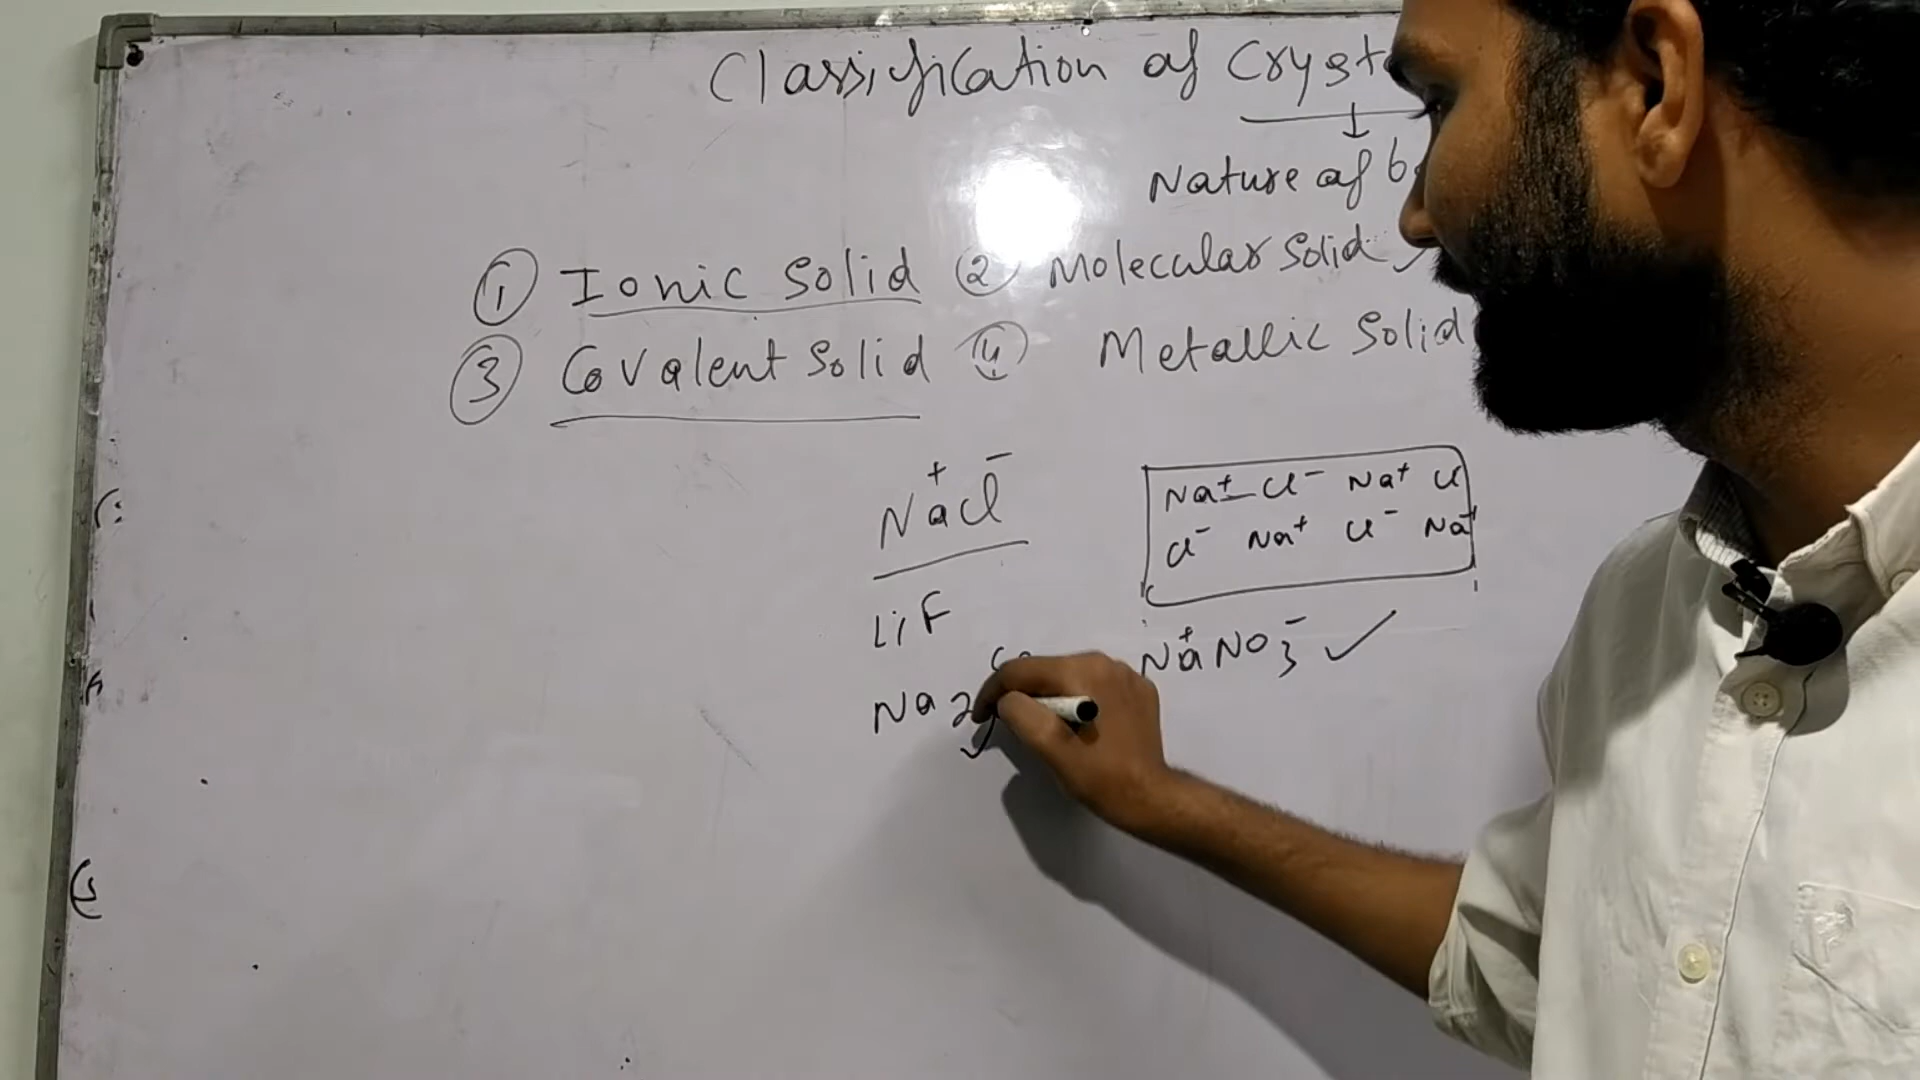 Classification of Cryst
Nature of b
① Ionic Solid ② Molecular Solid
③ Covalent Solid ④ Metallic Solid
Na⁺Cl⁻
Na⁺ – Cl⁻ Na⁺ Cl
Cl⁻ Na⁺ Cl⁻ Na⁺
LiF
Na⁺NO₃⁻ ✓
Na₂